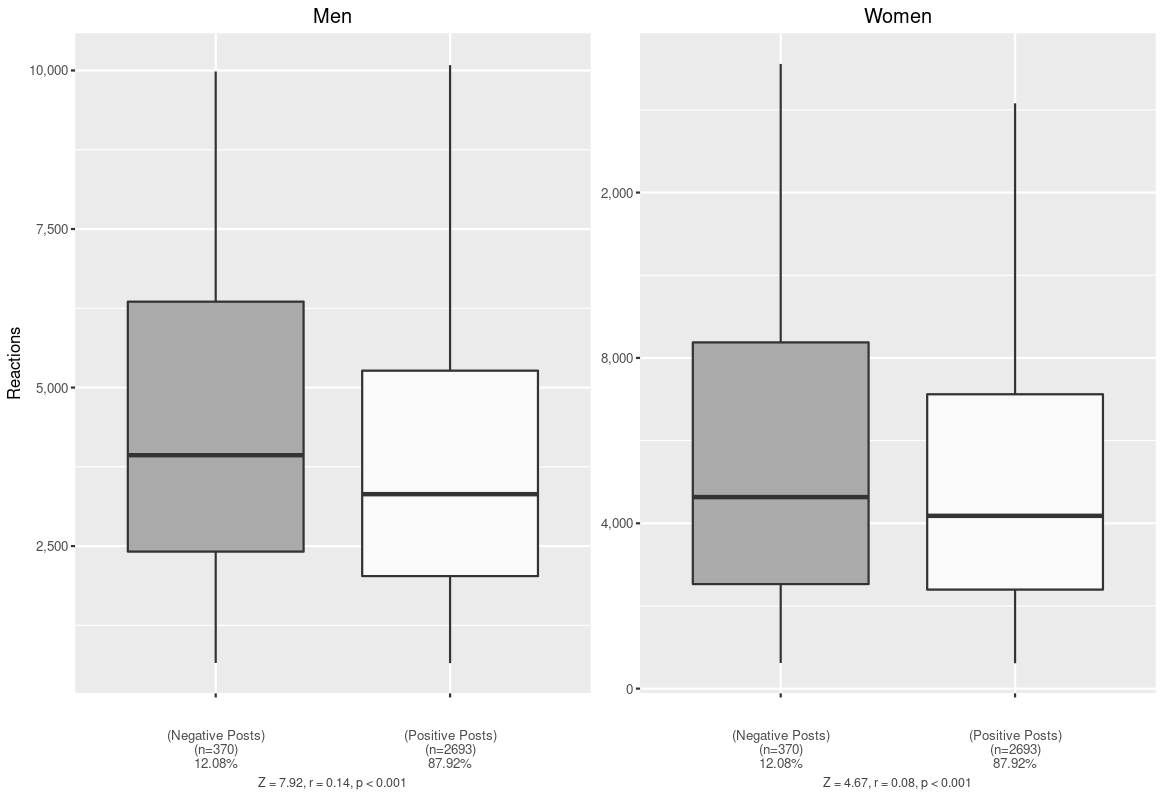 Men
Women
Reactions
10,000
7,500
5,000
2,500
2,000
8,000
4,000
0
(Negative Posts)
(n=370)
12.08%
(Positive Posts)
(n=2693)
87.92%
Z = 7.92, r = 0.14, p < 0.001
(Negative Posts)
(n=370)
12.08%
(Positive Posts)
(n=2693)
87.92%
Z = 4.67, r = 0.08, p < 0.001